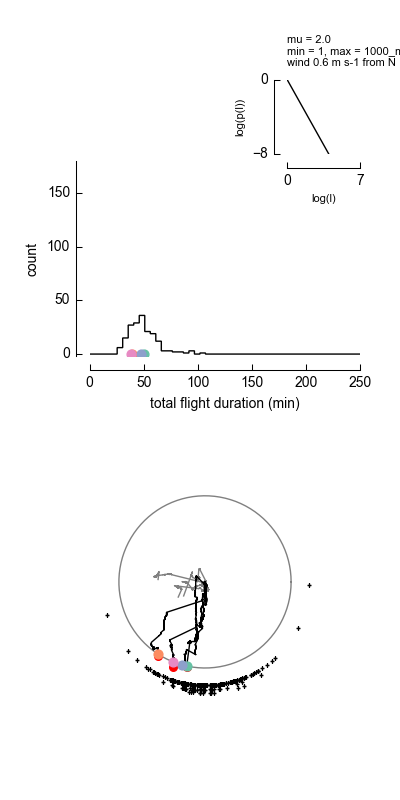 mu = 2.0
min = 1, max = 1000_m
wind 0.6 m s-1 from N
0
−8
log(p(l))
0 7
log(l)
150
100
50
0
count
0 50 100 150 200 250
total flight duration (min)